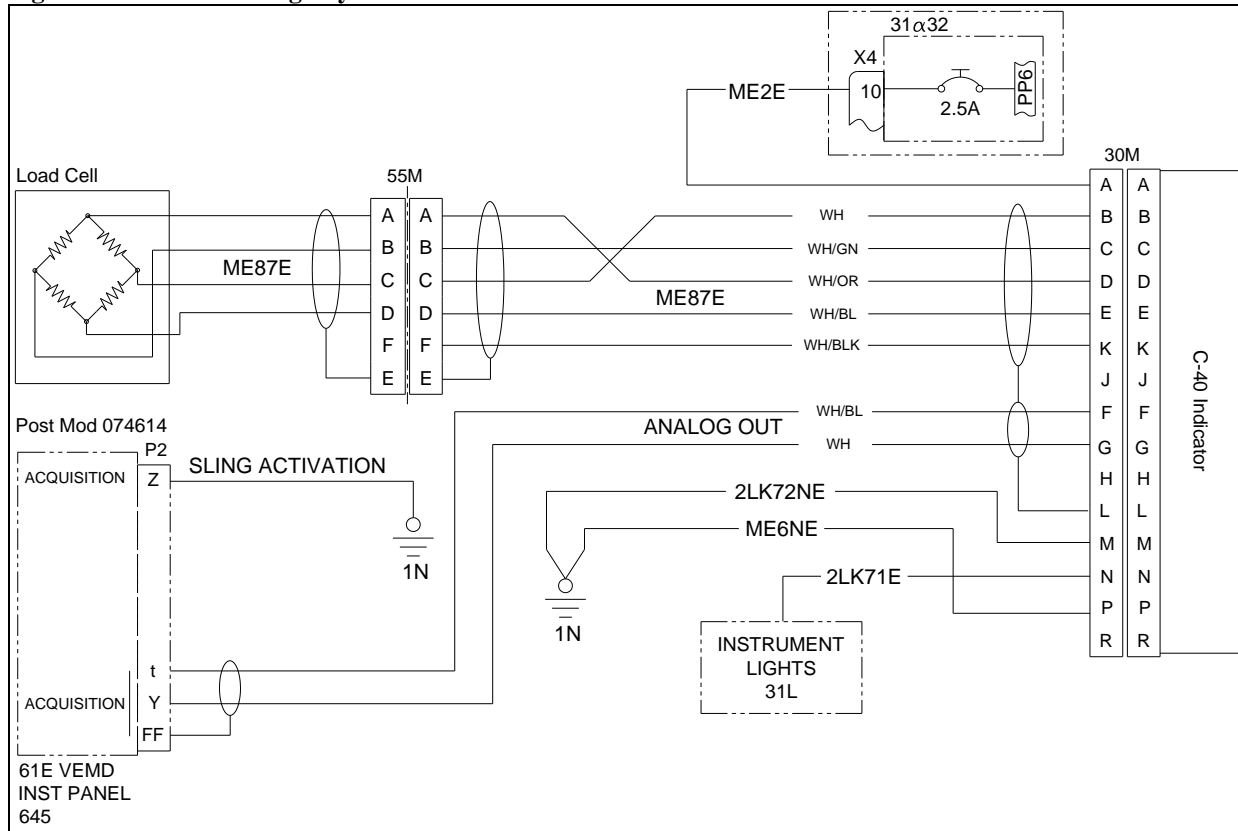 31α32
X4
10
2.5A
PP6
ME2E
30M
Load Cell
55M
A A
B B
C C
D D
F F
E E
ME87E
ME87E
WH
WH/GN
WH/OR
WH/BL
WH/BLK
A A
B B
C C
D D
E E
K K
J J
F F
G G
H H
L L
M M
N N
P P
R R
C-40 Indicator
Post Mod 074614
P2
ACQUISITION
Z
SLING ACTIVATION
1N
ANALOG OUT
WH/BL
WH
2LK72NE
ME6NE
1N
2LK71E
INSTRUMENT
LIGHTS
31L
t
ACQUISITION
Y
FF
61E VEMD
INST PANEL
645